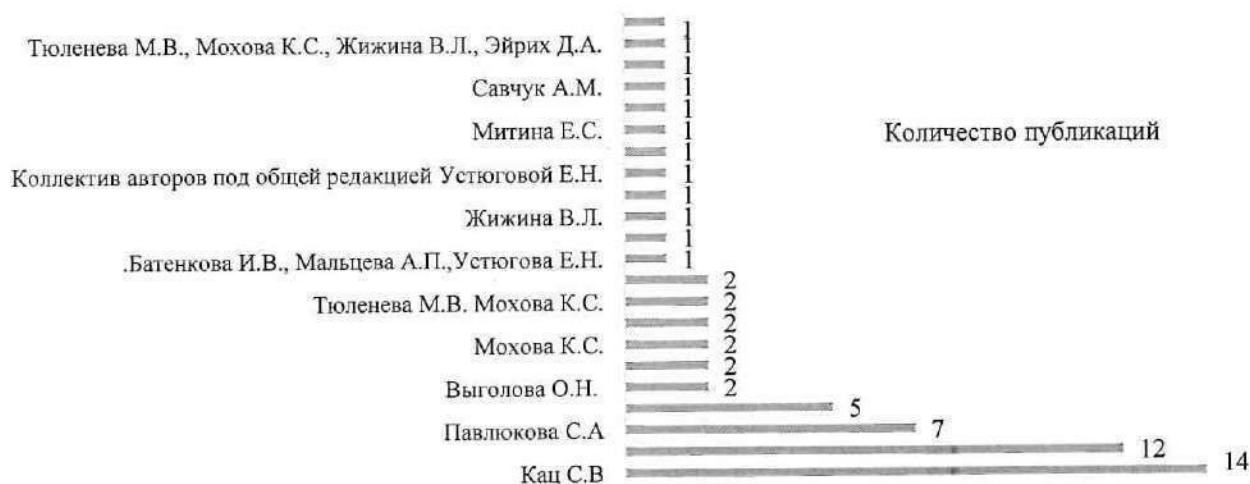 1
Тюленева М.В., Мохова К.С., Жижина В.Л., Эйрих Д.А. 1
1
Савчук А.М. 1
1
Митина Е.С. 1
Количество публикаций
1
Коллектив авторов под общей редакцией Устюговой Е.Н. 1
1
Жижина В.Л. 1
1
.Батенкова И.В., Мальцева А.П.,Устюгова Е.Н. 1
2
Тюленева М.В. Мохова К.С. 2
2
Мохова К.С. 2
2
Выголова О.Н. 2
5
Павлюкова С.А 7
12
Кац С.В 14